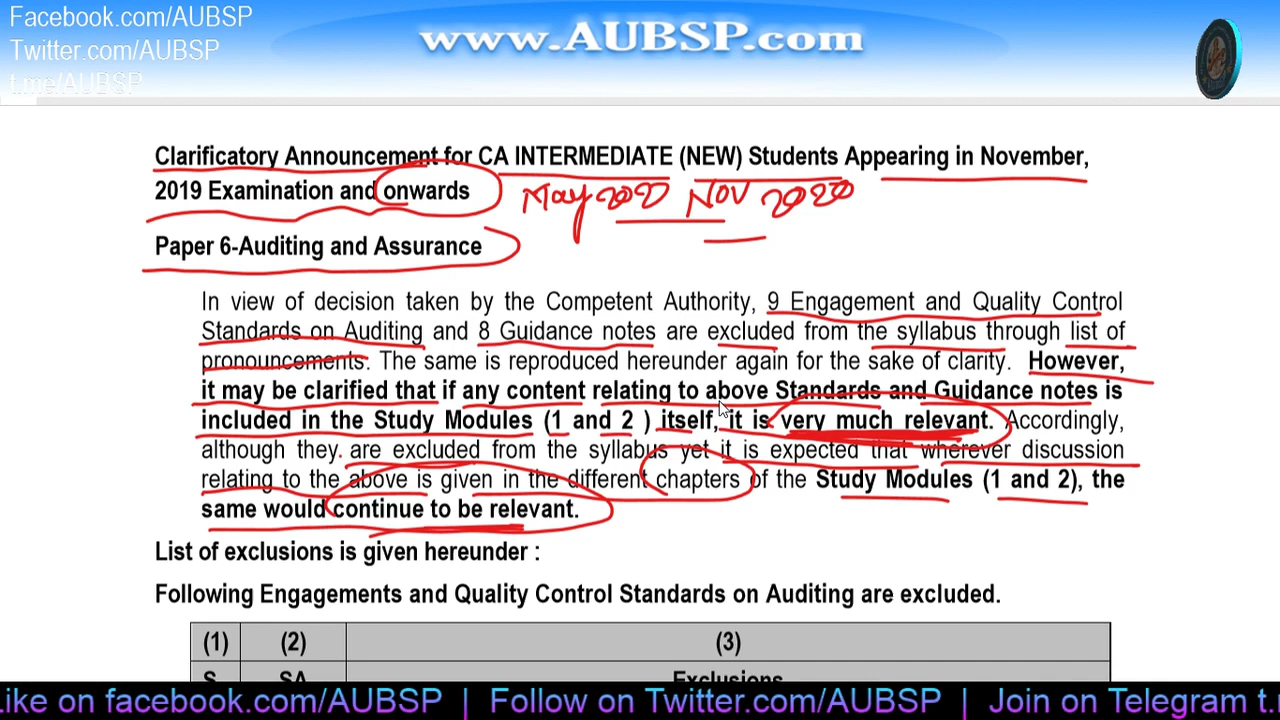 Facebook.com/AUBSP
Twitter.com/AUBSP
t.me/AUBSP
www.AUBSP.com
Clarificatory Announcement for CA INTERMEDIATE (NEW) Students Appearing in November,
2019 Examination and onwards
May 2020 Nov 2020
Paper 6-Auditing and Assurance
In view of decision taken by the Competent Authority, 9 Engagement and Quality Control
Standards on Auditing and 8 Guidance notes are excluded from the syllabus through list of
pronouncements. The same is reproduced hereunder again for the sake of clarity. However,
it may be clarified that if any content relating to above Standards and Guidance notes is
included in the Study Modules (1 and 2 ) itself, it is very much relevant. Accordingly,
although they are excluded from the syllabus yet it is expected that wherever discussion
relating to the above is given in the different chapters of the Study Modules (1 and 2), the
same would continue to be relevant.
List of exclusions is given hereunder :
Following Engagements and Quality Control Standards on Auditing are excluded.
(1) (2) (3)
S. SA Exclusions
Like on facebook.com/AUBSP | Follow on Twitter.com/AUBSP | Join on Telegram t.